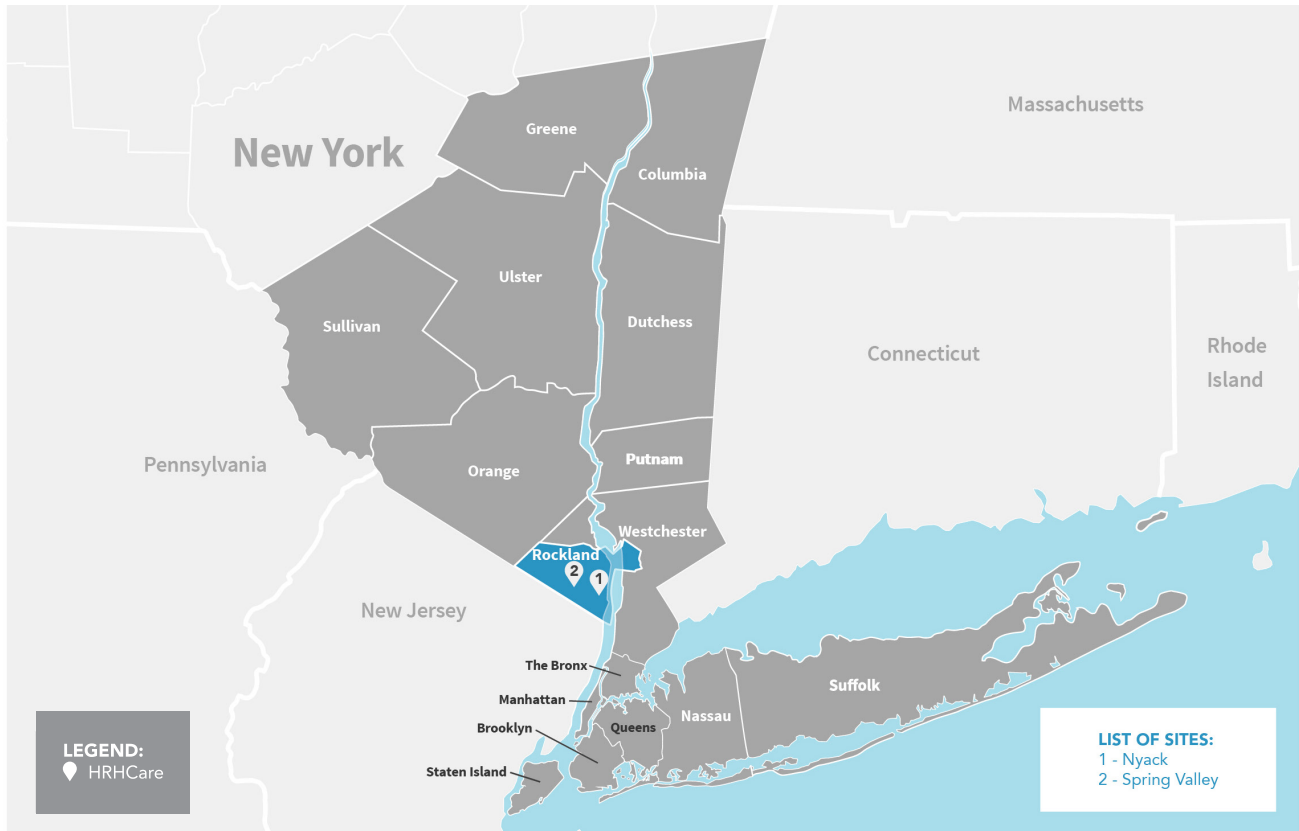 Massachusetts
Greene
New York
Columbia
Ulster
Dutchess
Sullivan
Connecticut
Rhode
Island
Pennsylvania
Orange
Putnam
Westchester
Rockland
2
1
New Jersey
The Bronx
Manhattan
Suffolk
Nassau
Queens
Brooklyn
Staten Island
LEGEND:
HRHCare
LIST OF SITES:
1 - Nyack
2 - Spring Valley